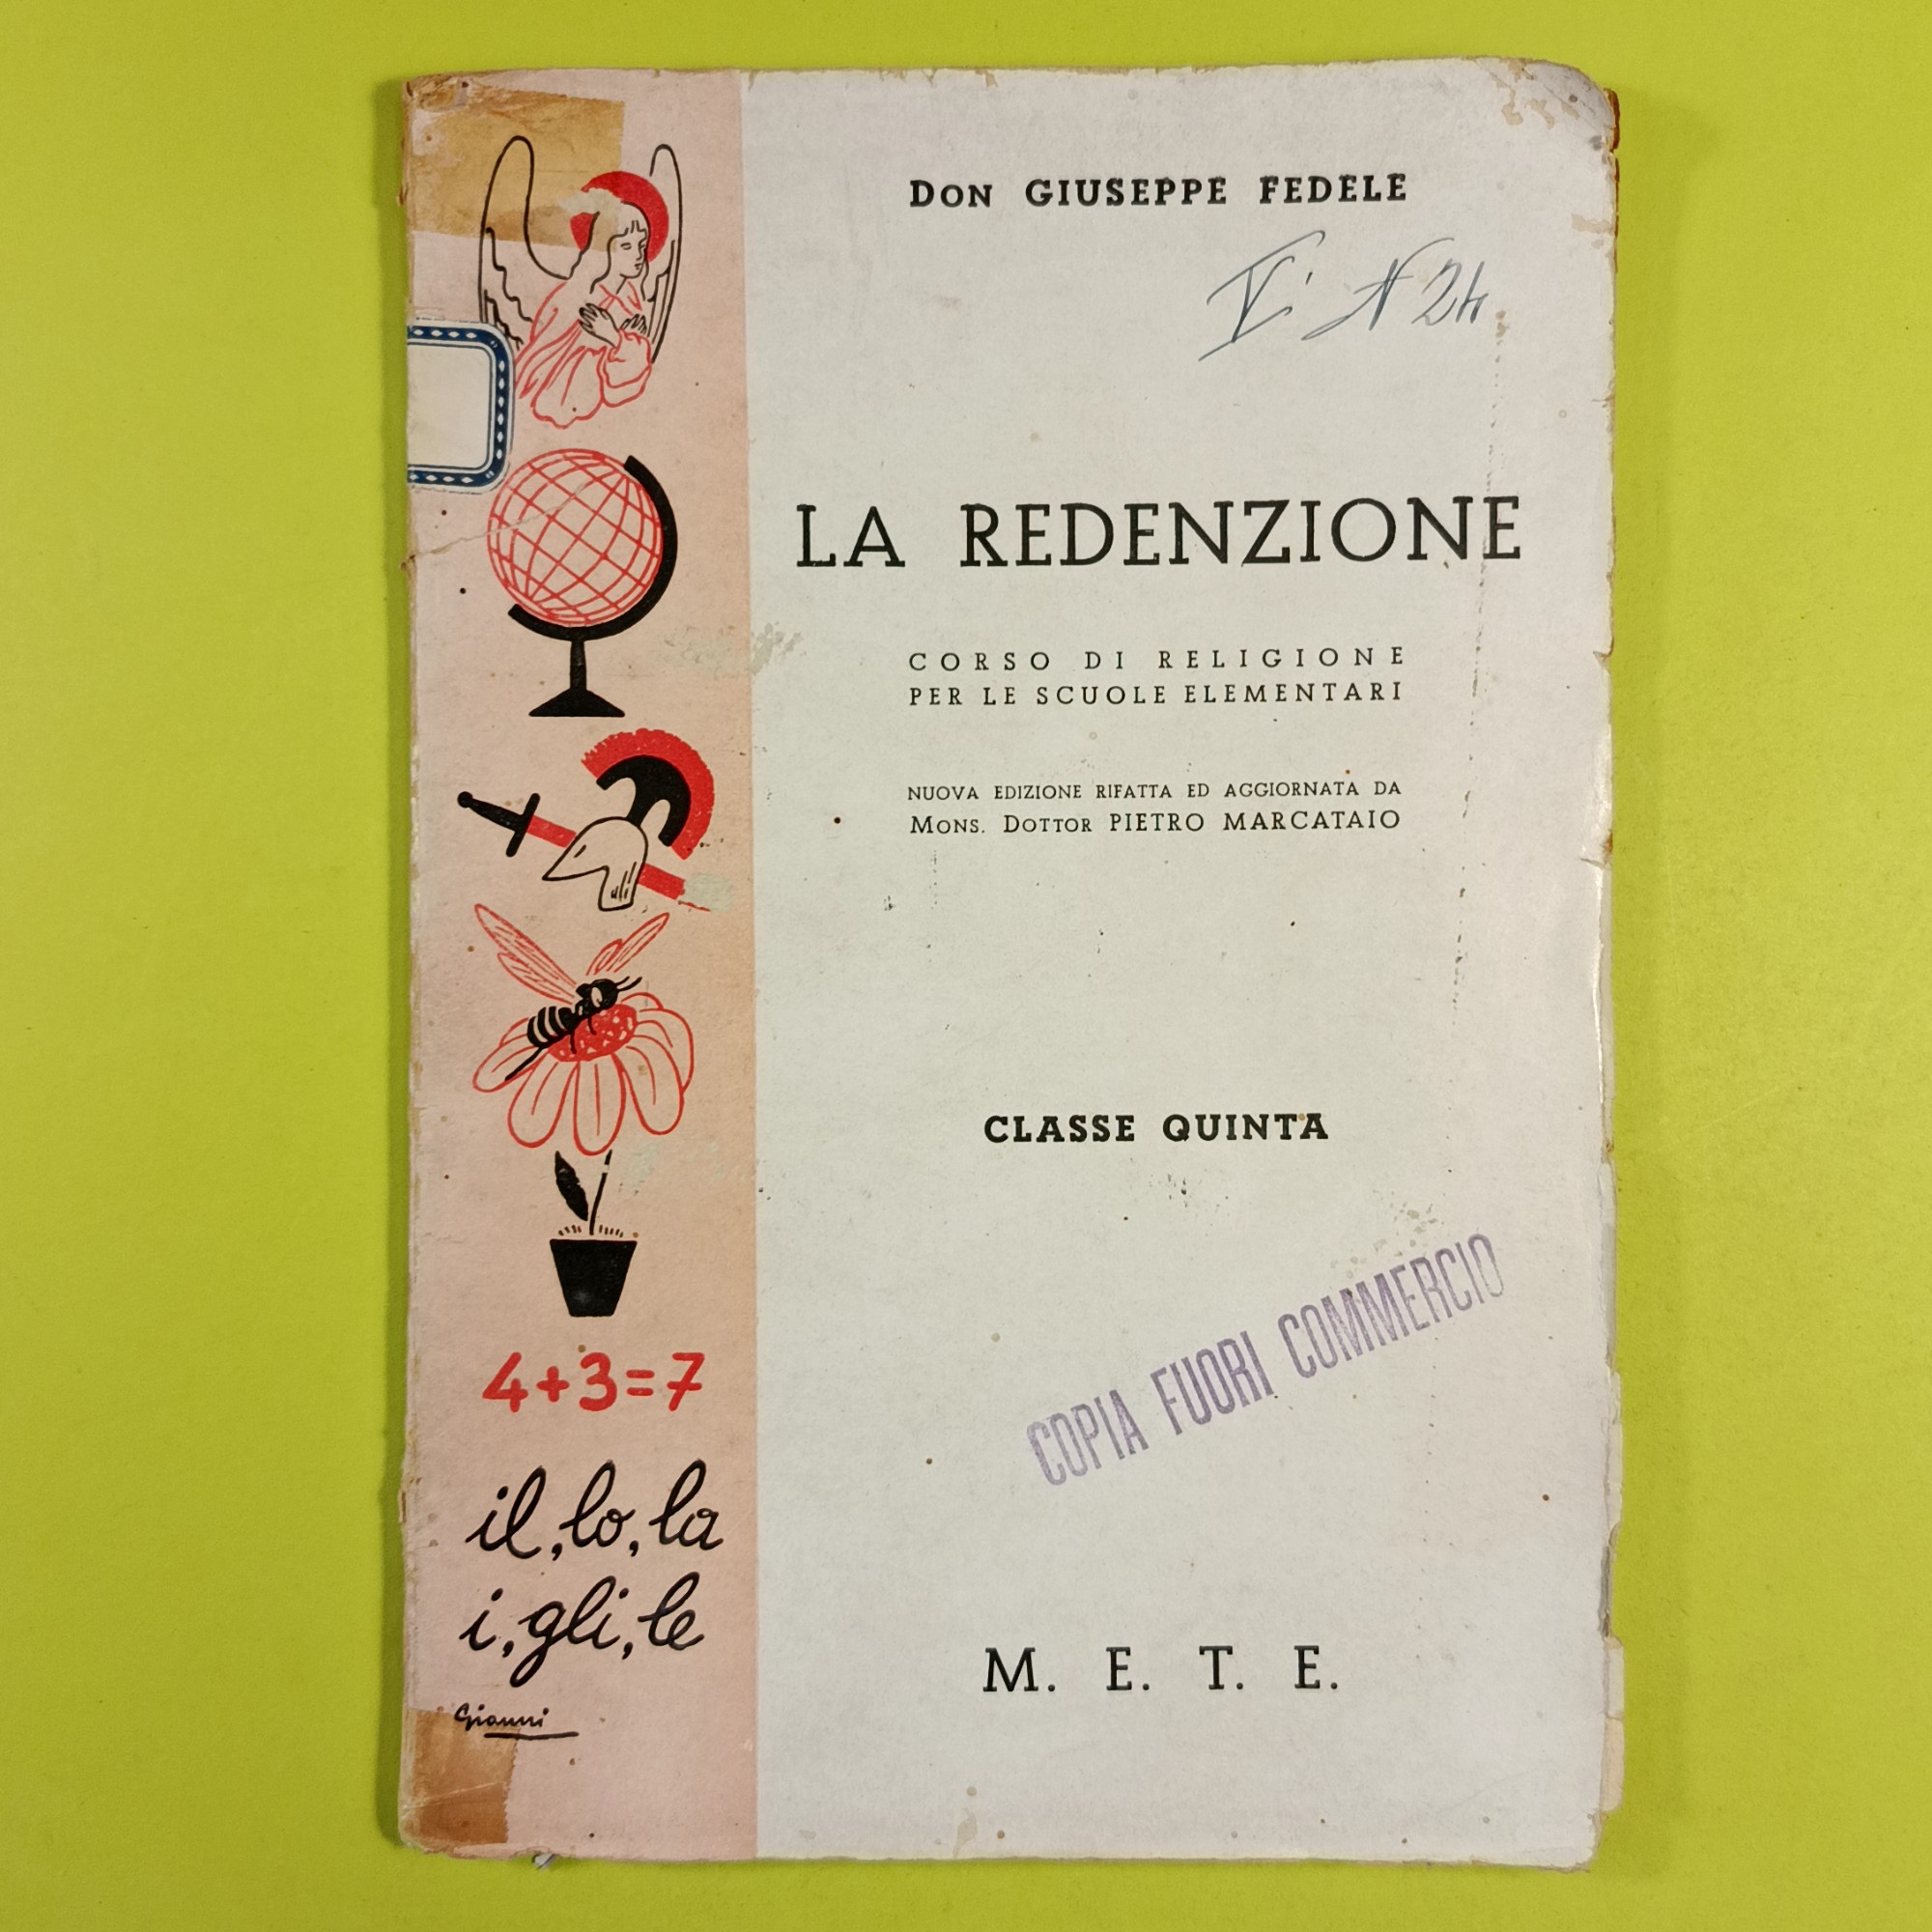 Don GIUSEPPE FEDELE
V. N 24
LA REDENZIONE
CORSO DI RELIGIONE
PER LE SCUOLE ELEMENTARI
NUOVA EDIZIONE RIFATTA ED AGGIORNATA DA
Mons. Dottor PIETRO MARCATAIO
CLASSE QUINTA
COPIA FUORI COMMERCIO
M. E. T. E.
4+3=7
il, lo, la
i, gli, le
Gianni